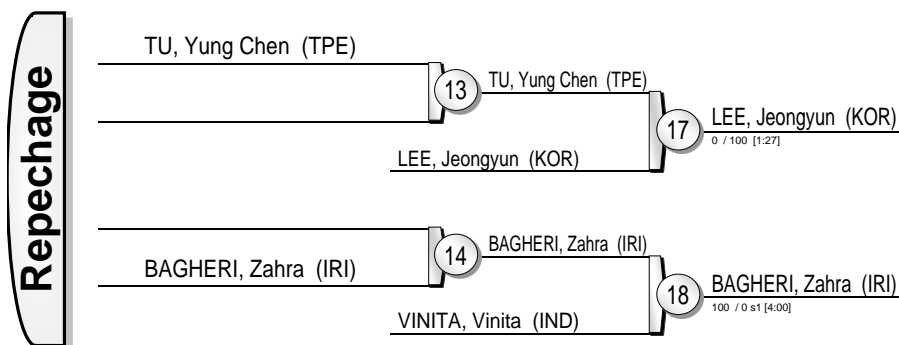 Repechage
TU, Yung Chen (TPE)
13
TU, Yung Chen (TPE)
LEE, Jeongyun (KOR)
17
LEE, Jeongyun (KOR)
0 / 100 [1:27]
BAGHERI, Zahra (IRI)
14
BAGHERI, Zahra (IRI)
VINITA, Vinita (IND)
18
BAGHERI, Zahra (IRI)
100 / 0 s1 [4:00]